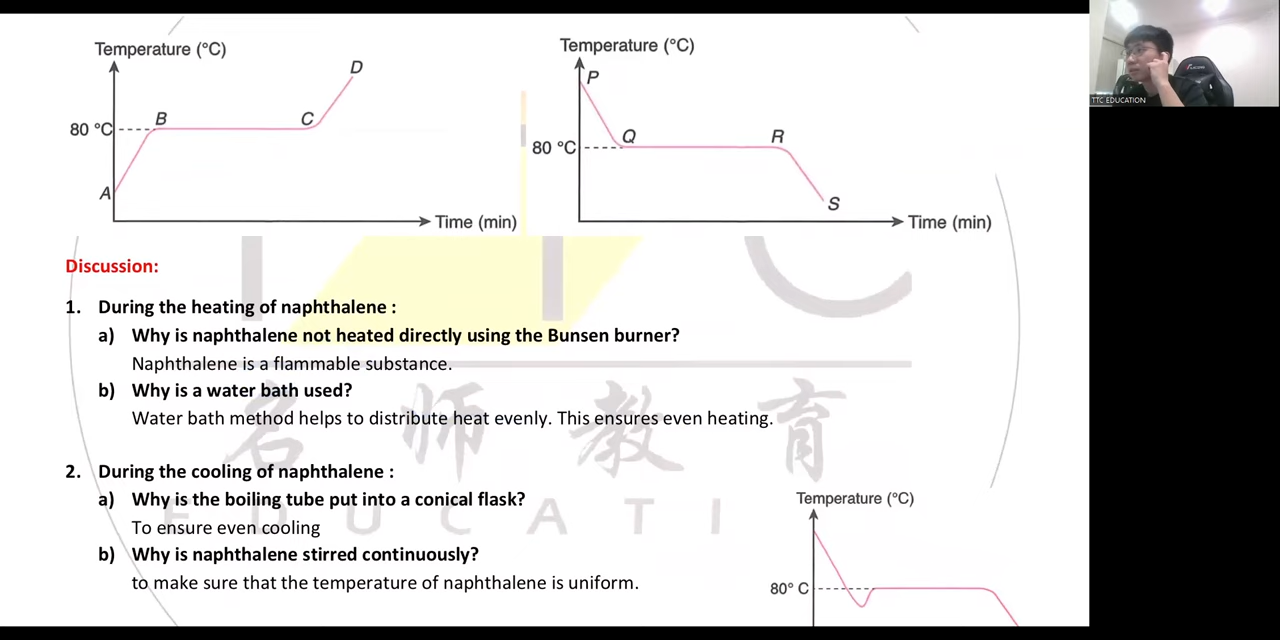 Temperature (°C)
D
B
C
80 °C
A
Time (min)
Temperature (°C)
P
Q
R
80 °C
S
Time (min)
TTC EDUCATION
Discussion:
1. During the heating of naphthalene :
a) Why is naphthalene not heated directly using the Bunsen burner?
Naphthalene is a flammable substance.
b) Why is a water bath used?
Water bath method helps to distribute heat evenly. This ensures even heating.
名师教育
2. During the cooling of naphthalene :
a) Why is the boiling tube put into a conical flask?
To ensure even cooling
EDUCATI
b) Why is naphthalene stirred continuously?
to make sure that the temperature of naphthalene is uniform.
Temperature (°C)
80° C